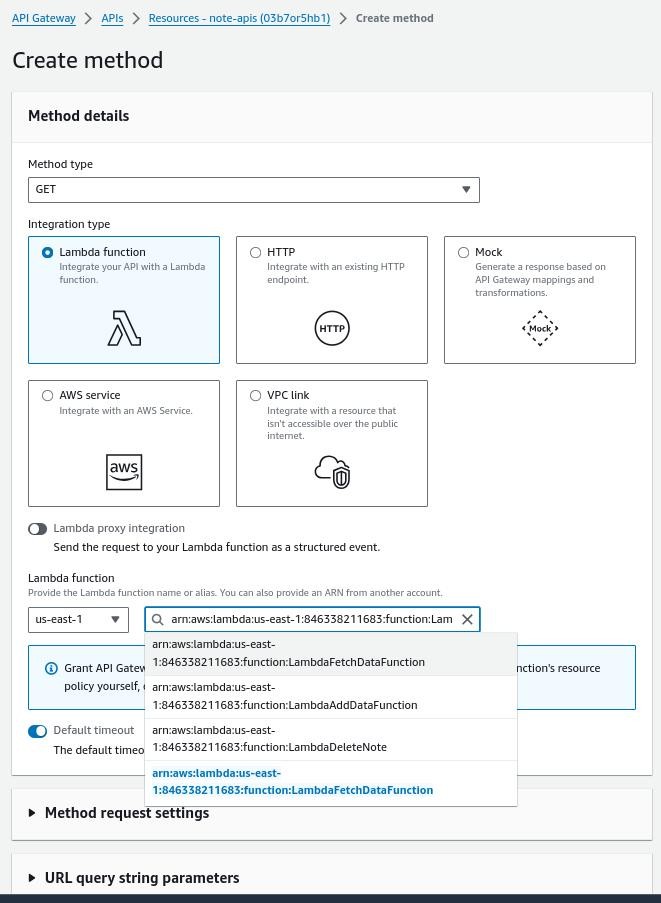 API Gateway > APIs > Resources - note-apis (03b7or5hb1) > Create method
Create method
Method details
Method type
GET
Integration type
Lambda function
Integrate your API with a Lambda
function.
HTTP
Integrate with an existing HTTP
endpoint.
HTTP
Mock
Generate a response based on
API Gateway mappings and
transformations.
Mock
AWS service
Integrate with an AWS Service.
aws
VPC link
Integrate with a resource that
isn't accessible over the public
internet.
Lambda proxy integration
Send the request to your Lambda function as a structured event.
Lambda function
Provide the Lambda function name or alias. You can also provide an ARN from another account.
us-east-1
arn:aws:lambda:us-east-1:846338211683:function:Lam
arn:aws:lambda:us-east-
1:846338211683:function:LambdaFetchDataFunction
arn:aws:lambda:us-east-
1:846338211683:function:LambdaAddDataFunction
arn:aws:lambda:us-east-
1:846338211683:function:LambdaDeleteNote
arn:aws:lambda:us-east-
1:846338211683:function:LambdaFetchDataFunction
Grant API Gatew
nction's resource
policy yourself,
Default timeout
The default timeo
Method request settings
URL query string parameters